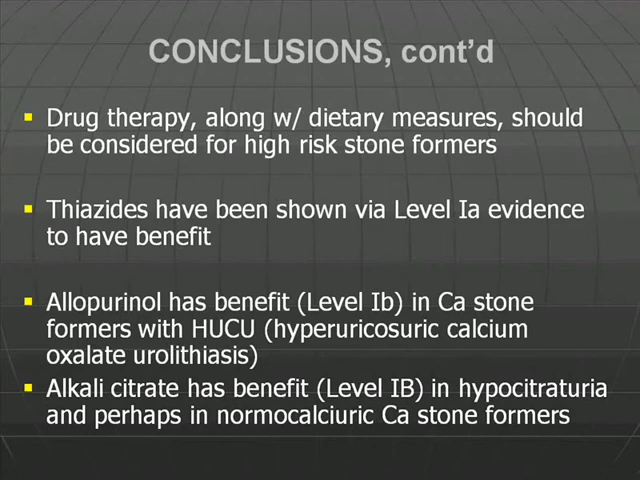 CONCLUSIONS, cont’d
Drug therapy, along w/ dietary measures, should
be considered for high risk stone formers
Thiazides have been shown via Level Ia evidence
to have benefit
Allopurinol has benefit (Level Ib) in Ca stone
formers with HUCU (hyperuricosuric calcium
oxalate urolithiasis)
Alkali citrate has benefit (Level IB) in hypocitraturia
and perhaps in normocalciuric Ca stone formers